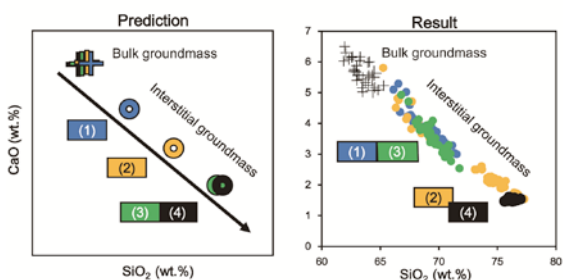 Prediction
Bulk groundmass
Interstitial groundmass
(1)
(2)
(3)
(4)
CaO (wt.%)
SiO₂ (wt.%)
Result
7
6
5
4
3
2
1
0
Bulk groundmass
Interstitial groundmass
(1)
(3)
(2)
(4)
60
65
70
75
80
SiO₂ (wt.%)